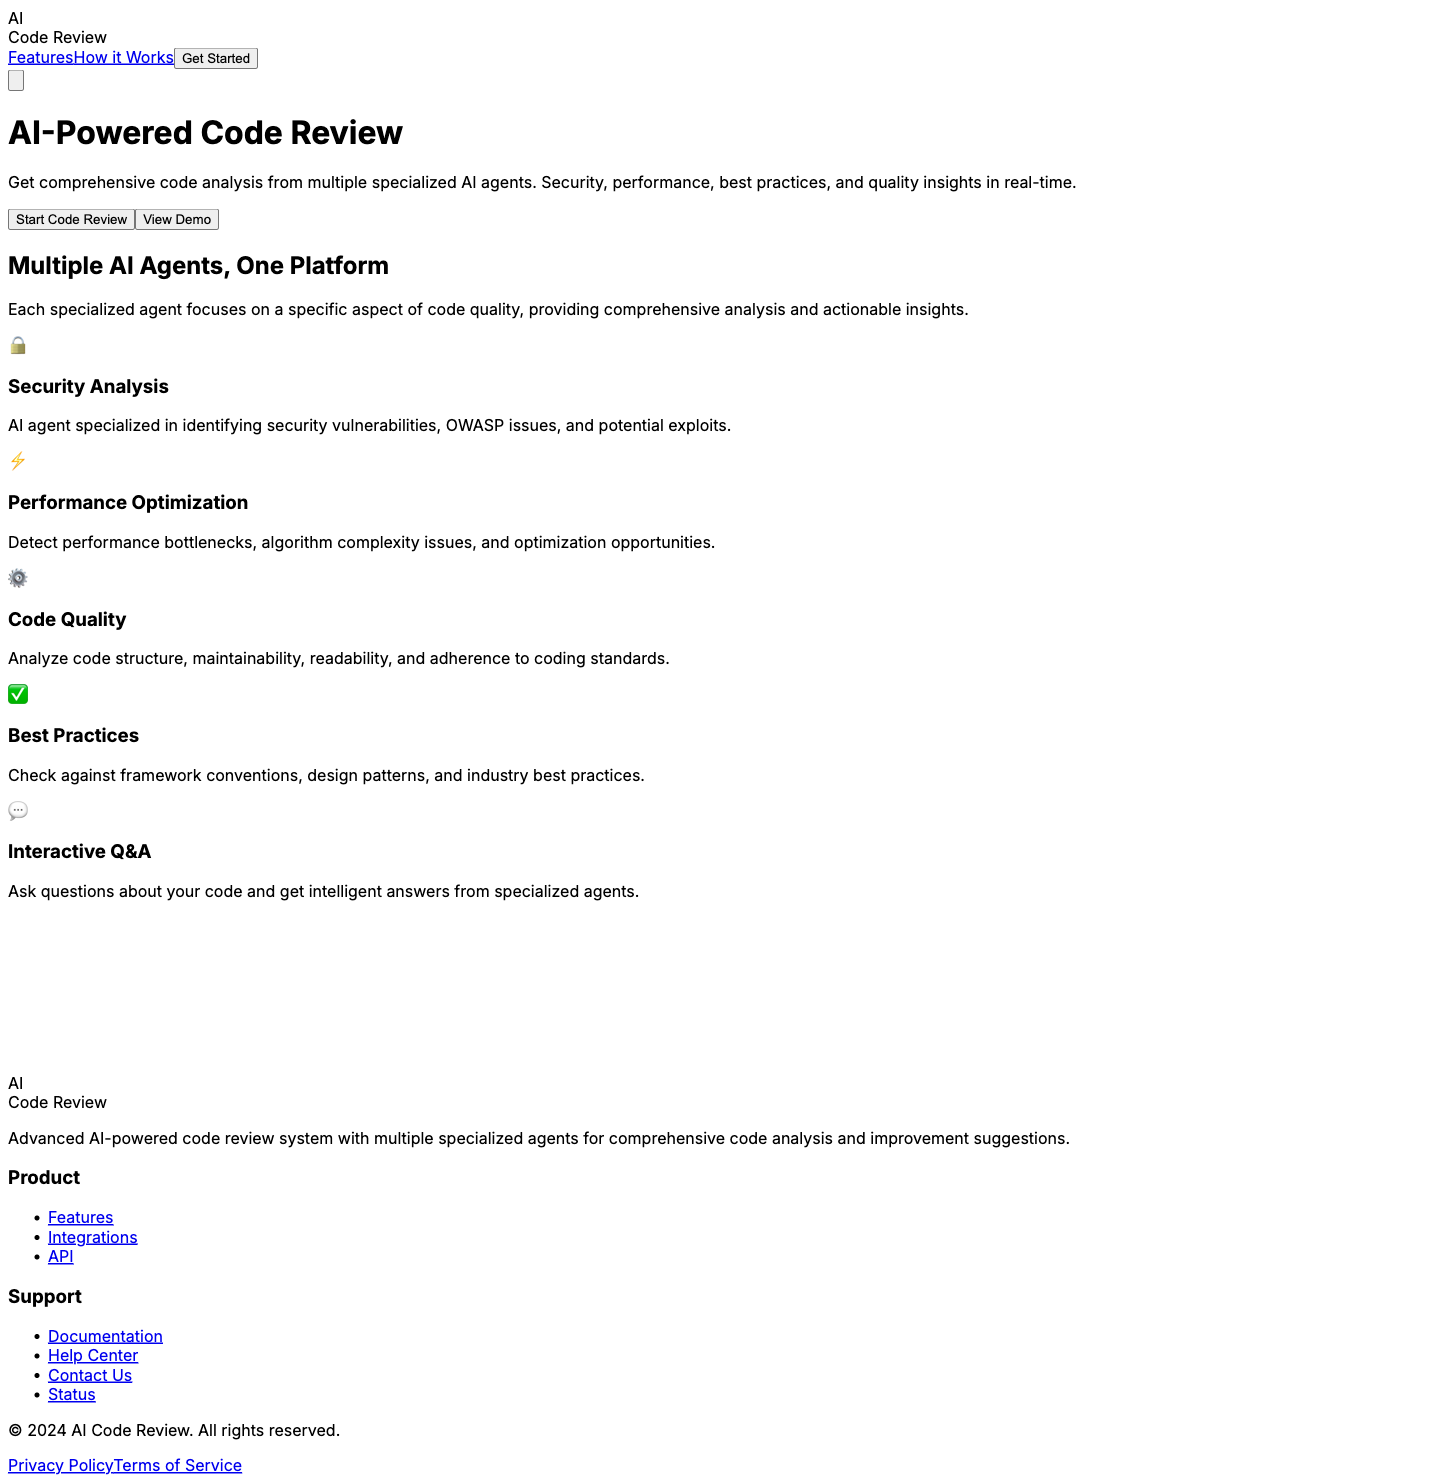 AI
Code Review
FeaturesHow it WorksGet Started
AI-Powered Code Review
Get comprehensive code analysis from multiple specialized AI agents. Security, performance, best practices, and quality insights in real-time.
Start Code ReviewView Demo
Multiple AI Agents, One Platform
Each specialized agent focuses on a specific aspect of code quality, providing comprehensive analysis and actionable insights.
Security Analysis
AI agent specialized in identifying security vulnerabilities, OWASP issues, and potential exploits.
Performance Optimization
Detect performance bottlenecks, algorithm complexity issues, and optimization opportunities.
Code Quality
Analyze code structure, maintainability, readability, and adherence to coding standards.
Best Practices
Check against framework conventions, design patterns, and industry best practices.
Interactive Q&A
Ask questions about your code and get intelligent answers from specialized agents.
AI
Code Review
Advanced AI-powered code review system with multiple specialized agents for comprehensive code analysis and improvement suggestions.
Product
• Features
• Integrations
• API
Support
• Documentation
• Help Center
• Contact Us
• Status
© 2024 AI Code Review. All rights reserved.
Privacy PolicyTerms of Service